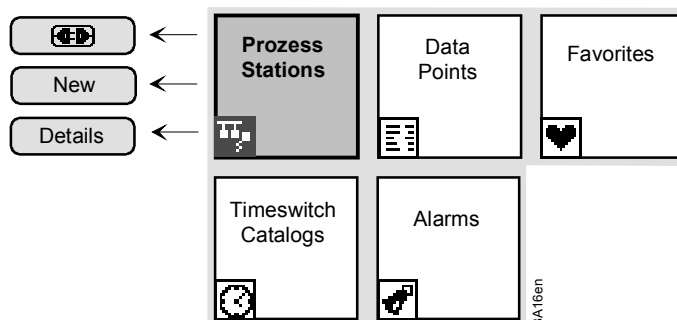 Prozess
Stations
Data
Points
Favorites
New
Details
Timeswitch
Catalogs
Alarms